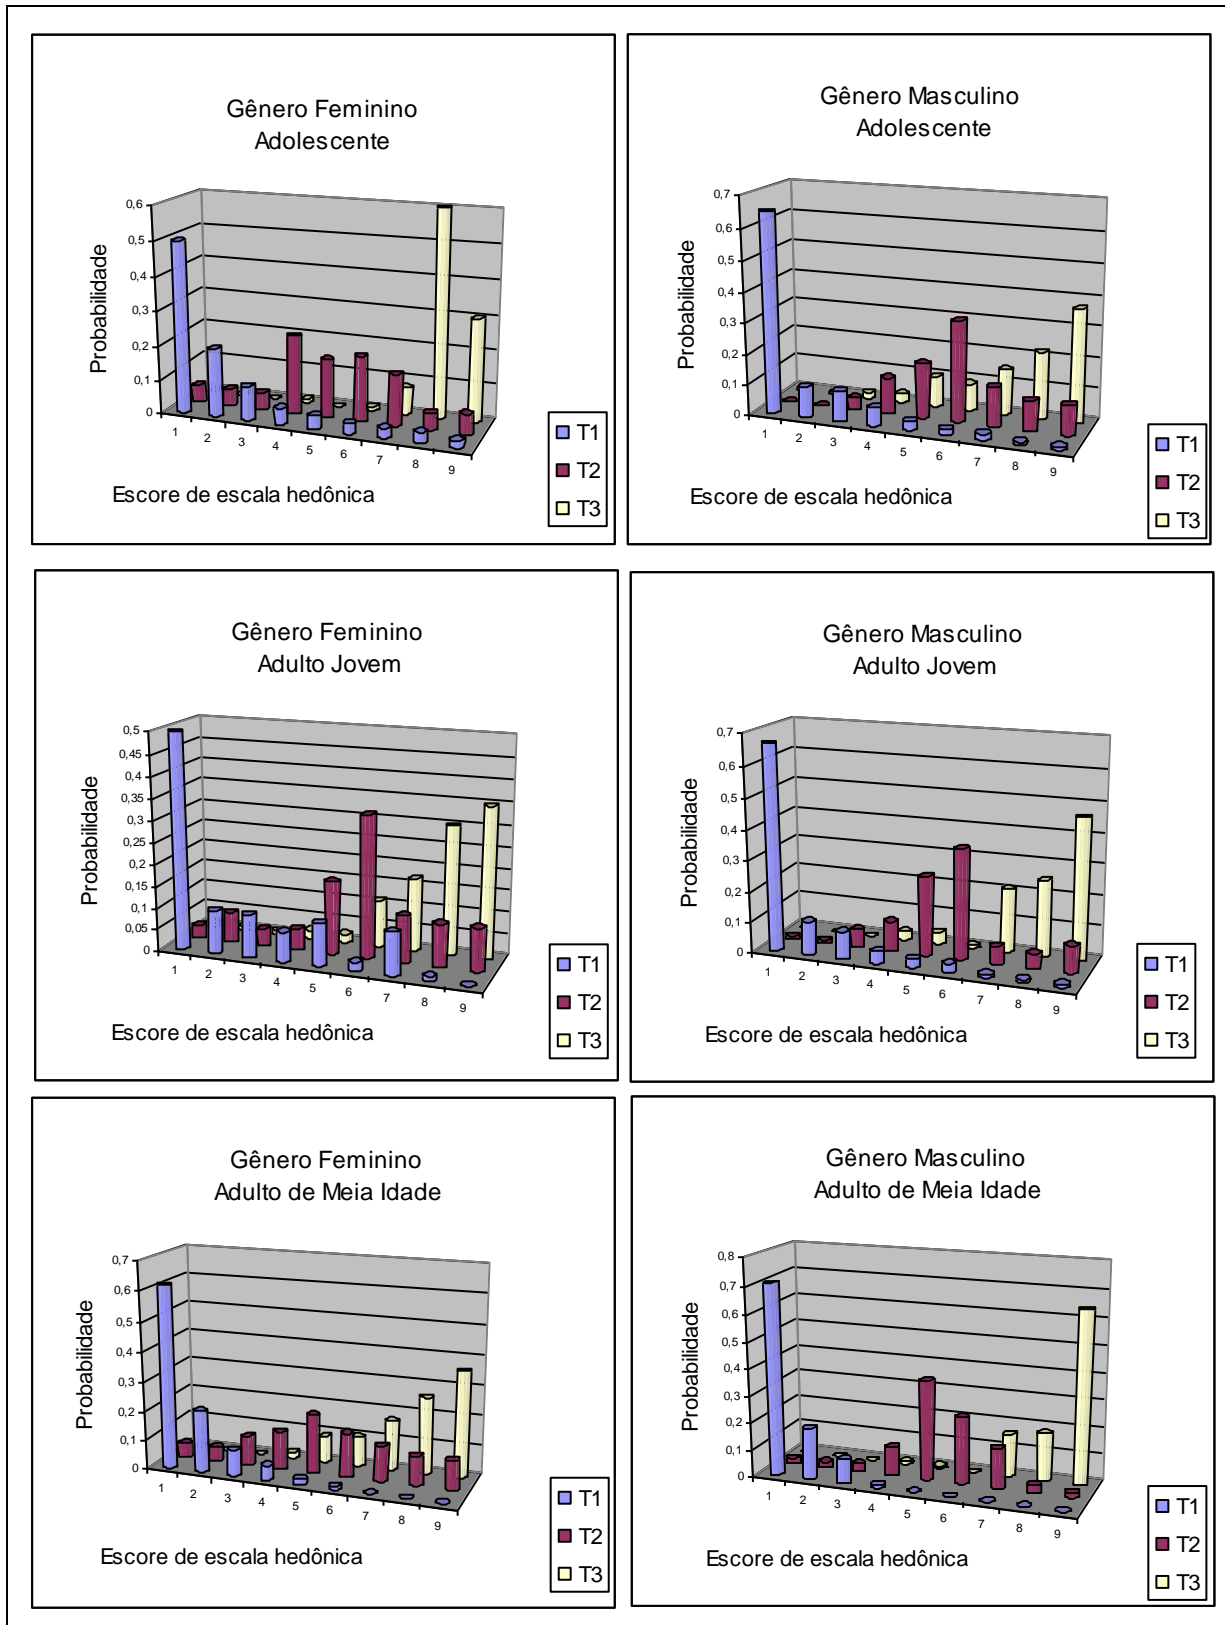 Gênero Feminino
Adolescente
Probabilidade
0,6
0,5
0,4
0,3
0,2
0,1
0
1 2 3 4 5 6 7 8 9
Escore de escala hedônica
T1
T2
T3
Gênero Masculino
Adolescente
Probabilidade
0,7
0,6
0,5
0,4
0,3
0,2
0,1
0
1 2 3 4 5 6 7 8 9
Escore de escala hedônica
T1
T2
T3
Gênero Feminino
Adulto Jovem
Probabilidade
0,5
0,45
0,4
0,35
0,3
0,25
0,2
0,15
0,1
0,05
0
1 2 3 4 5 6 7 8 9
Escore de escala hedônica
T1
T2
T3
Gênero Masculino
Adulto Jovem
Probabilidade
0,7
0,6
0,5
0,4
0,3
0,2
0,1
0
1 2 3 4 5 6 7 8 9
Escore de escala hedônica
T1
T2
T3
Gênero Feminino
Adulto de Meia Idade
Probabilidade
0,7
0,6
0,5
0,4
0,3
0,2
0,1
0
1 2 3 4 5 6 7 8 9
Escore de escala hedônica
T1
T2
T3
Gênero Masculino
Adulto de Meia Idade
Probabilidade
0,8
0,7
0,6
0,5
0,4
0,3
0,2
0,1
0
1 2 3 4 5 6 7 8 9
Escore de escala hedônica
T1
T2
T3